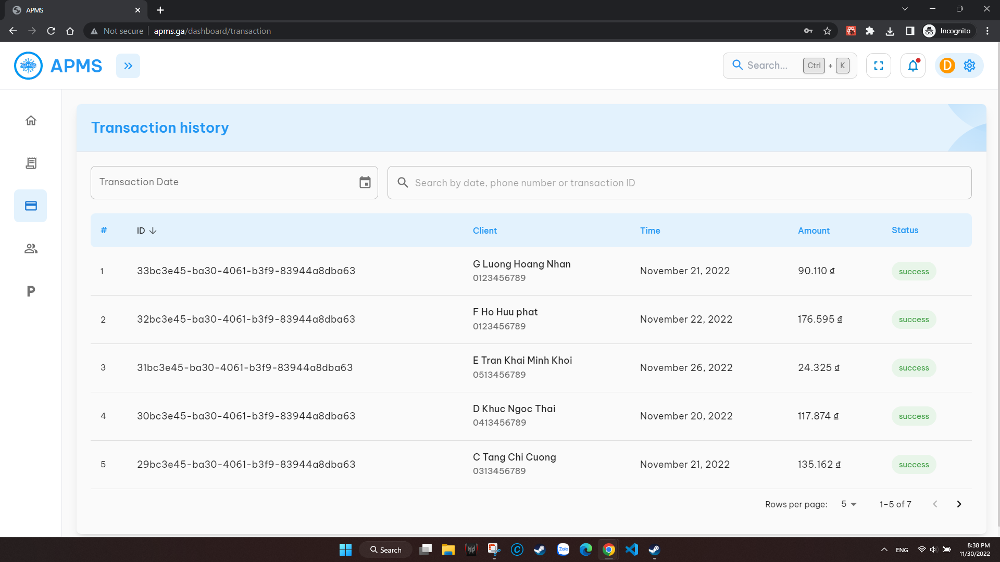 APMS
Not secure apms.ga/dashboard/transaction
Incognito
APMS
Search... Ctrl + K
D
Transaction history
Transaction Date
Search by date, phone number or transaction ID
# ID Client Time Amount Status
1 33bc3e45-ba30-4061-b3f9-83944a8dba63 G Luong Hoang Nhan November 21, 2022 90.110 ₫ success
0123456789
2 32bc3e45-ba30-4061-b3f9-83944a8dba63 F Ho Huu phat November 22, 2022 176.595 ₫ success
0123456789
3 31bc3e45-ba30-4061-b3f9-83944a8dba63 E Tran Khai Minh Khoi November 26, 2022 24.325 ₫ success
0513456789
4 30bc3e45-ba30-4061-b3f9-83944a8dba63 D Khuc Ngoc Thai November 20, 2022 117.874 ₫ success
0413456789
5 29bc3e45-ba30-4061-b3f9-83944a8dba63 C Tang Chi Cuong November 21, 2022 135.162 ₫ success
0313456789
P
Rows per page: 5 1–5 of 7
Search
Zalo
ENG
8:38 PM
11/30/2022